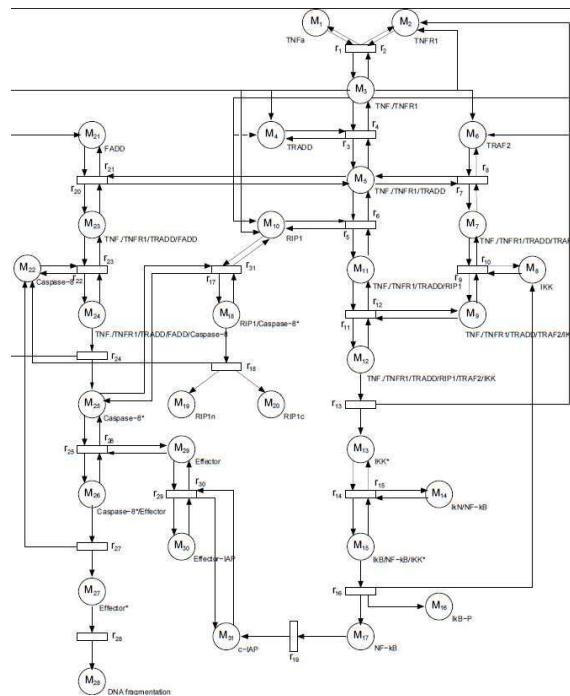 M1
TNFa
M2
TNFR1
r1
r2
M3
TNF/TNFR1
M21
FADD
M4
TRADD
r4
r3
M6
TRAF2
r21
r20
M5
TNF/TNFR1/TRADD
r8
r7
M23
TNF/TNFR1/TRADD/FADD
M10
RIP1
r6
r5
M7
TNF/TNFR1/TRADD/TRAF
M22
Caspase-8
r23
r22
r31
r17
M11
TNF/TNFR1/TRADD/RIP1
r10
r9
M8
IKK
M24
TNF/TNFR1/TRADD/FADD/Caspase-8
M18
RIP1/Caspase-8*
r12
r11
M9
TNF/TNFR1/TRADD/TRAF2/IK
r24
r18
M12
TNF/TNFR1/TRADD/RIP1/TRAF2/IKK
M25
Caspase-8*
M19
RIP1n
M20
RIP1c
r13
r26
r25
M29
Effector
M13
IKK*
M26
Caspase-8*/Effector
r30
r29
r15
r14
M14
IkN/NF-kB
M30
Effector-IAP
M15
IkB/NF-kB/IKK*
r27
M27
Effector*
r16
M16
IkB-P
r28
M31
c-IAP
r19
M17
NF-kB
M28
DNA fragmentation